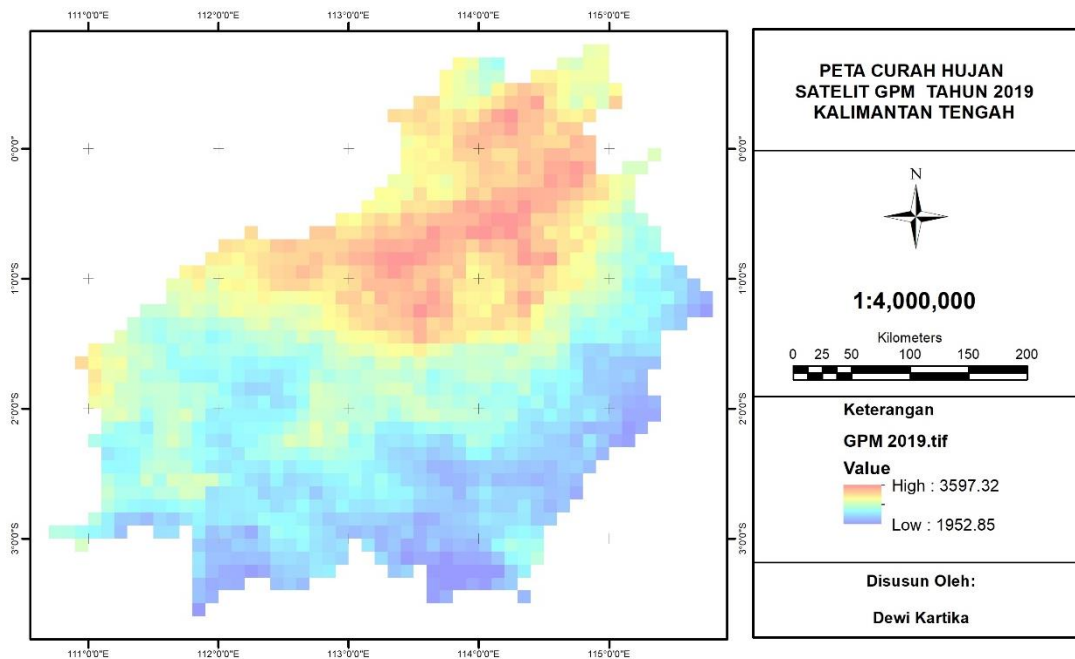 111°0'0"E 112°0'0"E 113°0'0"E 114°0'0"E 115°0'0"E
0°0'0" 0°0'0"
1°0'0"S 1°0'0"S
2°0'0"S 2°0'0"S
3°0'0"S 3°0'0"S
111°0'0"E 112°0'0"E 113°0'0"E 114°0'0"E 115°0'0"E
PETA CURAH HUJAN
SATELIT GPM TAHUN 2019
KALIMANTAN TENGAH
N
1:4,000,000
Kilometers
0 25 50 100 150 200
Keterangan
GPM 2019.tif
Value
High : 3597.32
Low : 1952.85
Disusun Oleh:
Dewi Kartika